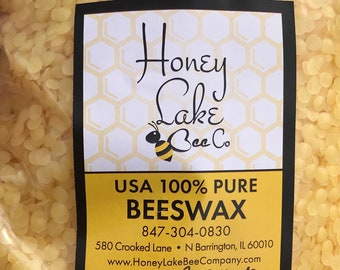 Honey
Lake
Bee Co
USA 100% PURE
BEESWAX
847-304-0830
580 Crooked Lane • N Barrington, IL 60010
www.HoneyLakeBeeCompany.com